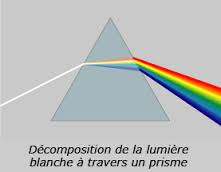 Décomposition de la lumière
blanche à travers un prisme